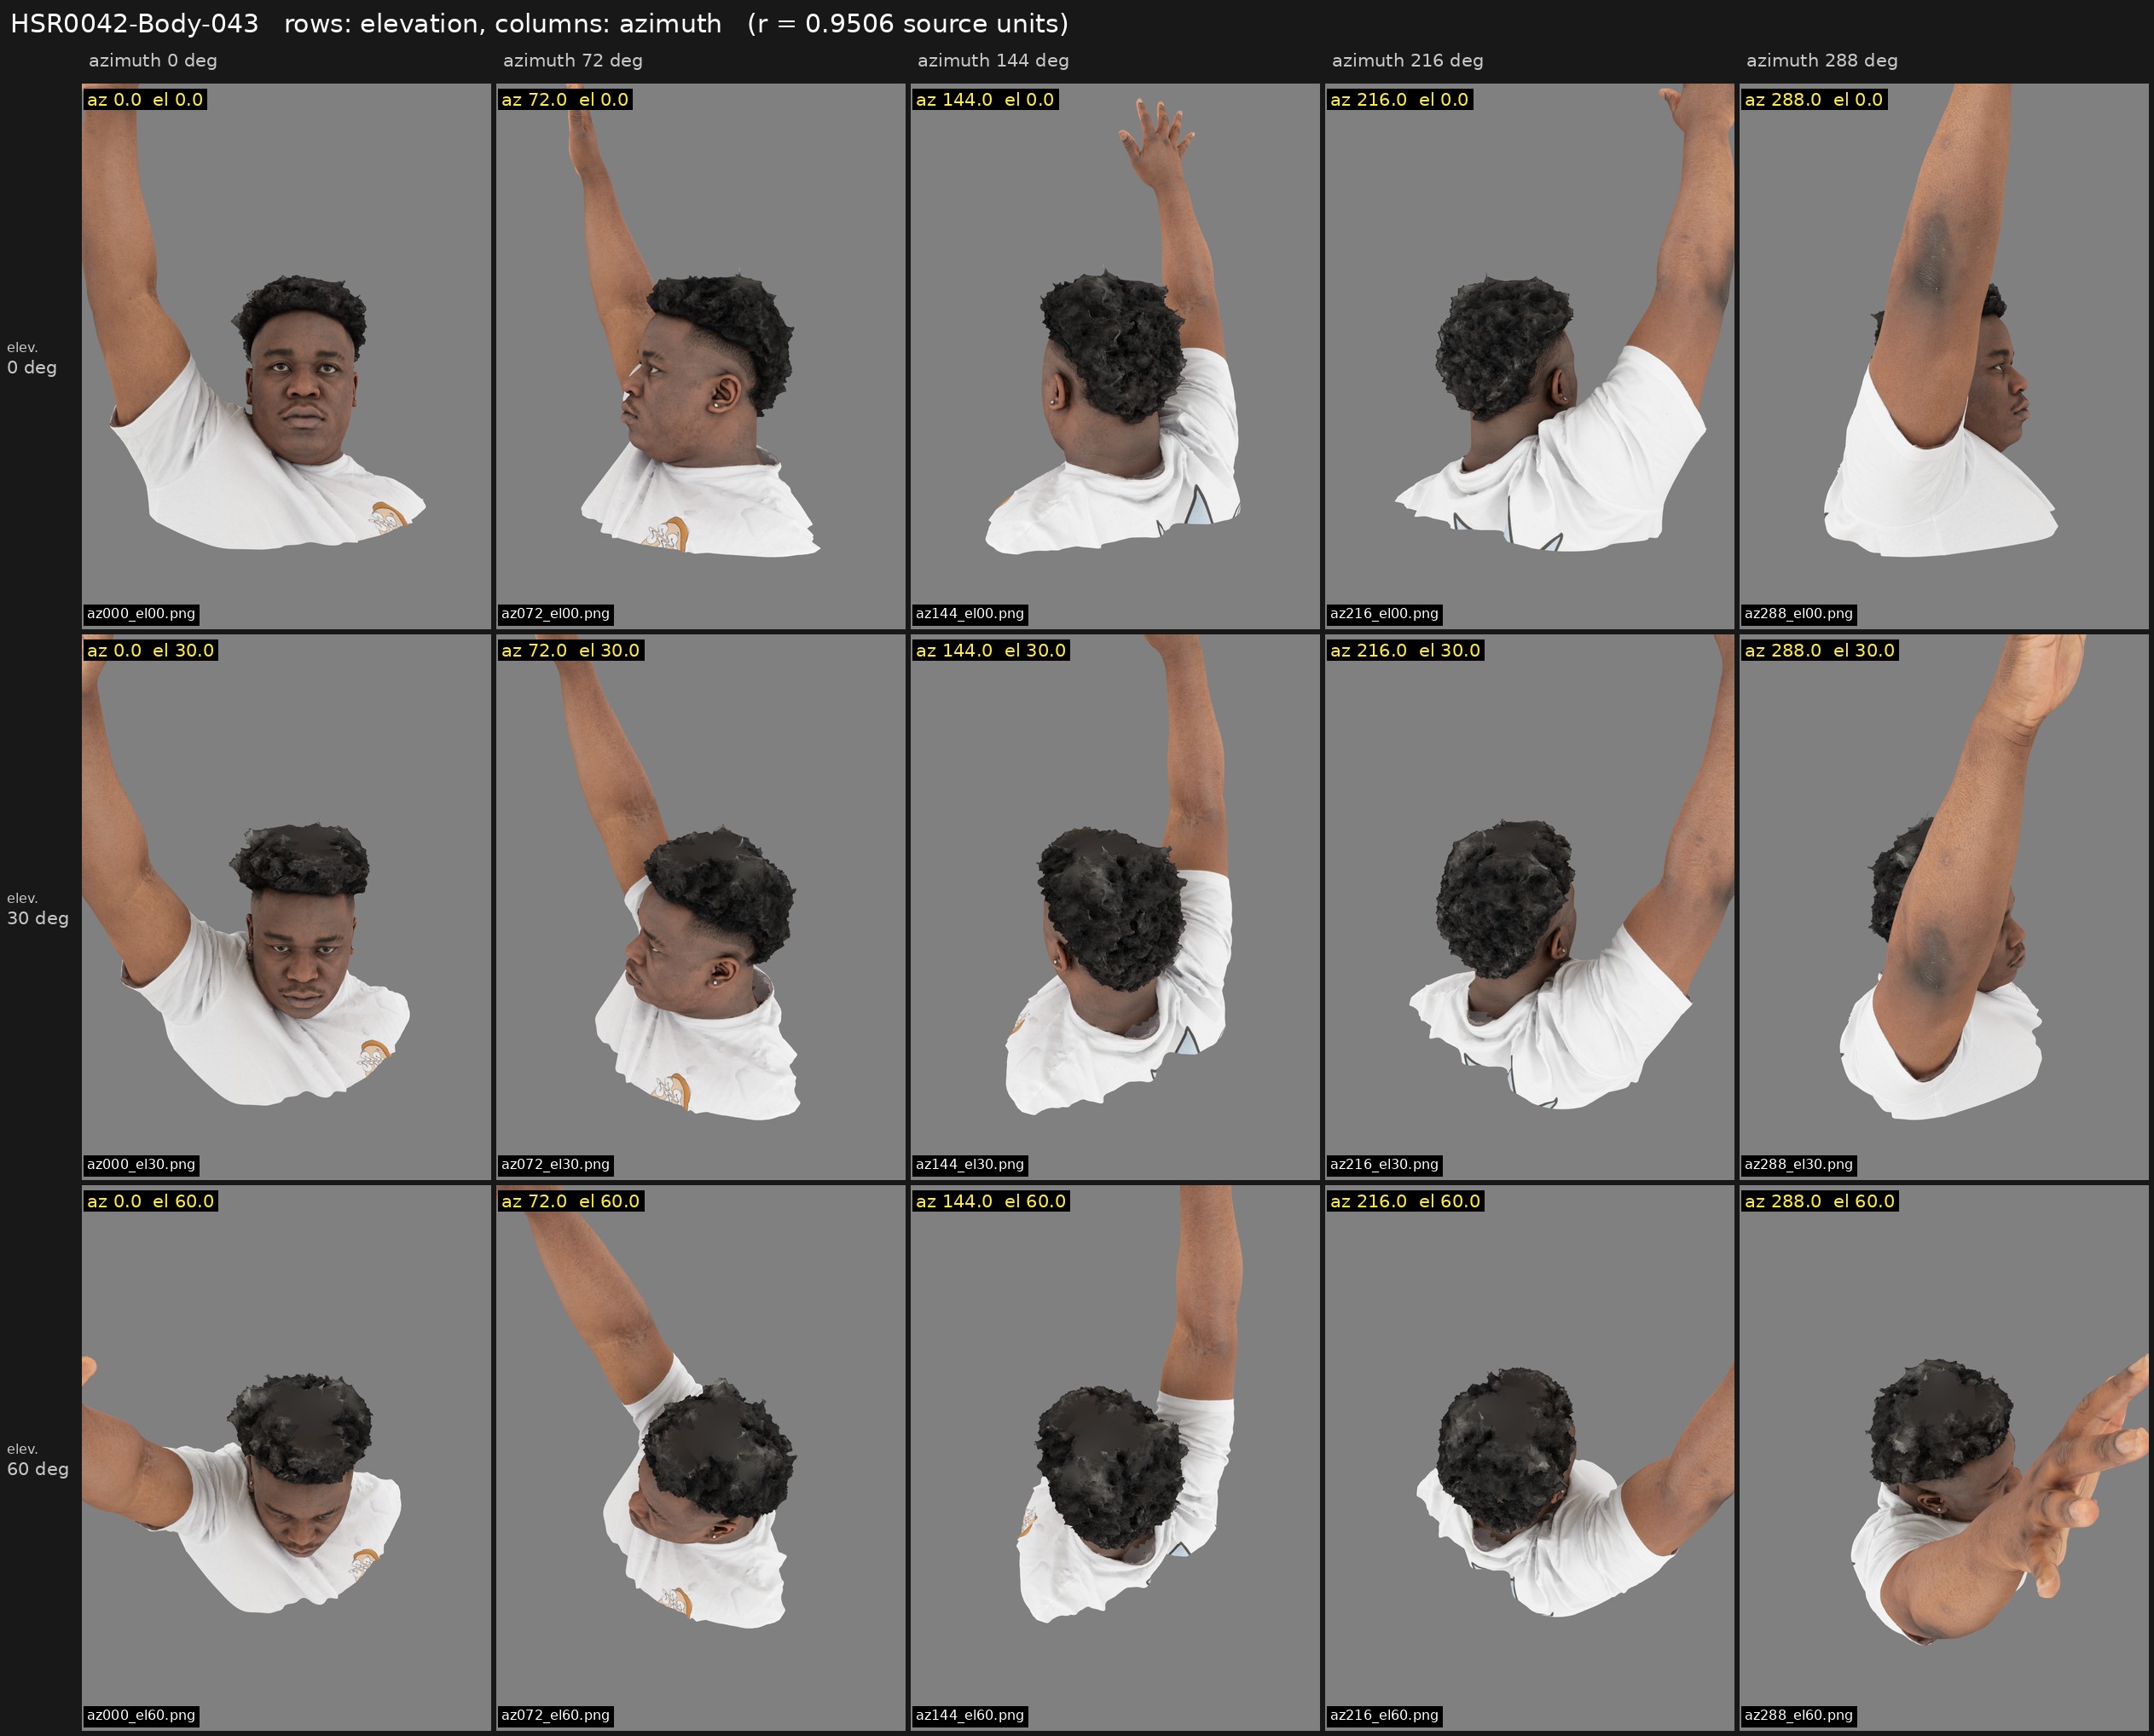 HSR0042-Body-043   rows: elevation, columns: azimuth   (r = 0.9506 source units)
azimuth 0 deg
azimuth 72 deg
azimuth 144 deg
azimuth 216 deg
azimuth 288 deg
elev.
0 deg
az 0.0  el 0.0
az 72.0  el 0.0
az 144.0  el 0.0
az 216.0  el 0.0
az 288.0  el 0.0
az000_el00.png
az072_el00.png
az144_el00.png
az216_el00.png
az288_el00.png
elev.
30 deg
az 0.0  el 30.0
az 72.0  el 30.0
az 144.0  el 30.0
az 216.0  el 30.0
az 288.0  el 30.0
az000_el30.png
az072_el30.png
az144_el30.png
az216_el30.png
az288_el30.png
elev.
60 deg
az 0.0  el 60.0
az 72.0  el 60.0
az 144.0  el 60.0
az 216.0  el 60.0
az 288.0  el 60.0
az000_el60.png
az072_el60.png
az144_el60.png
az216_el60.png
az288_el60.png